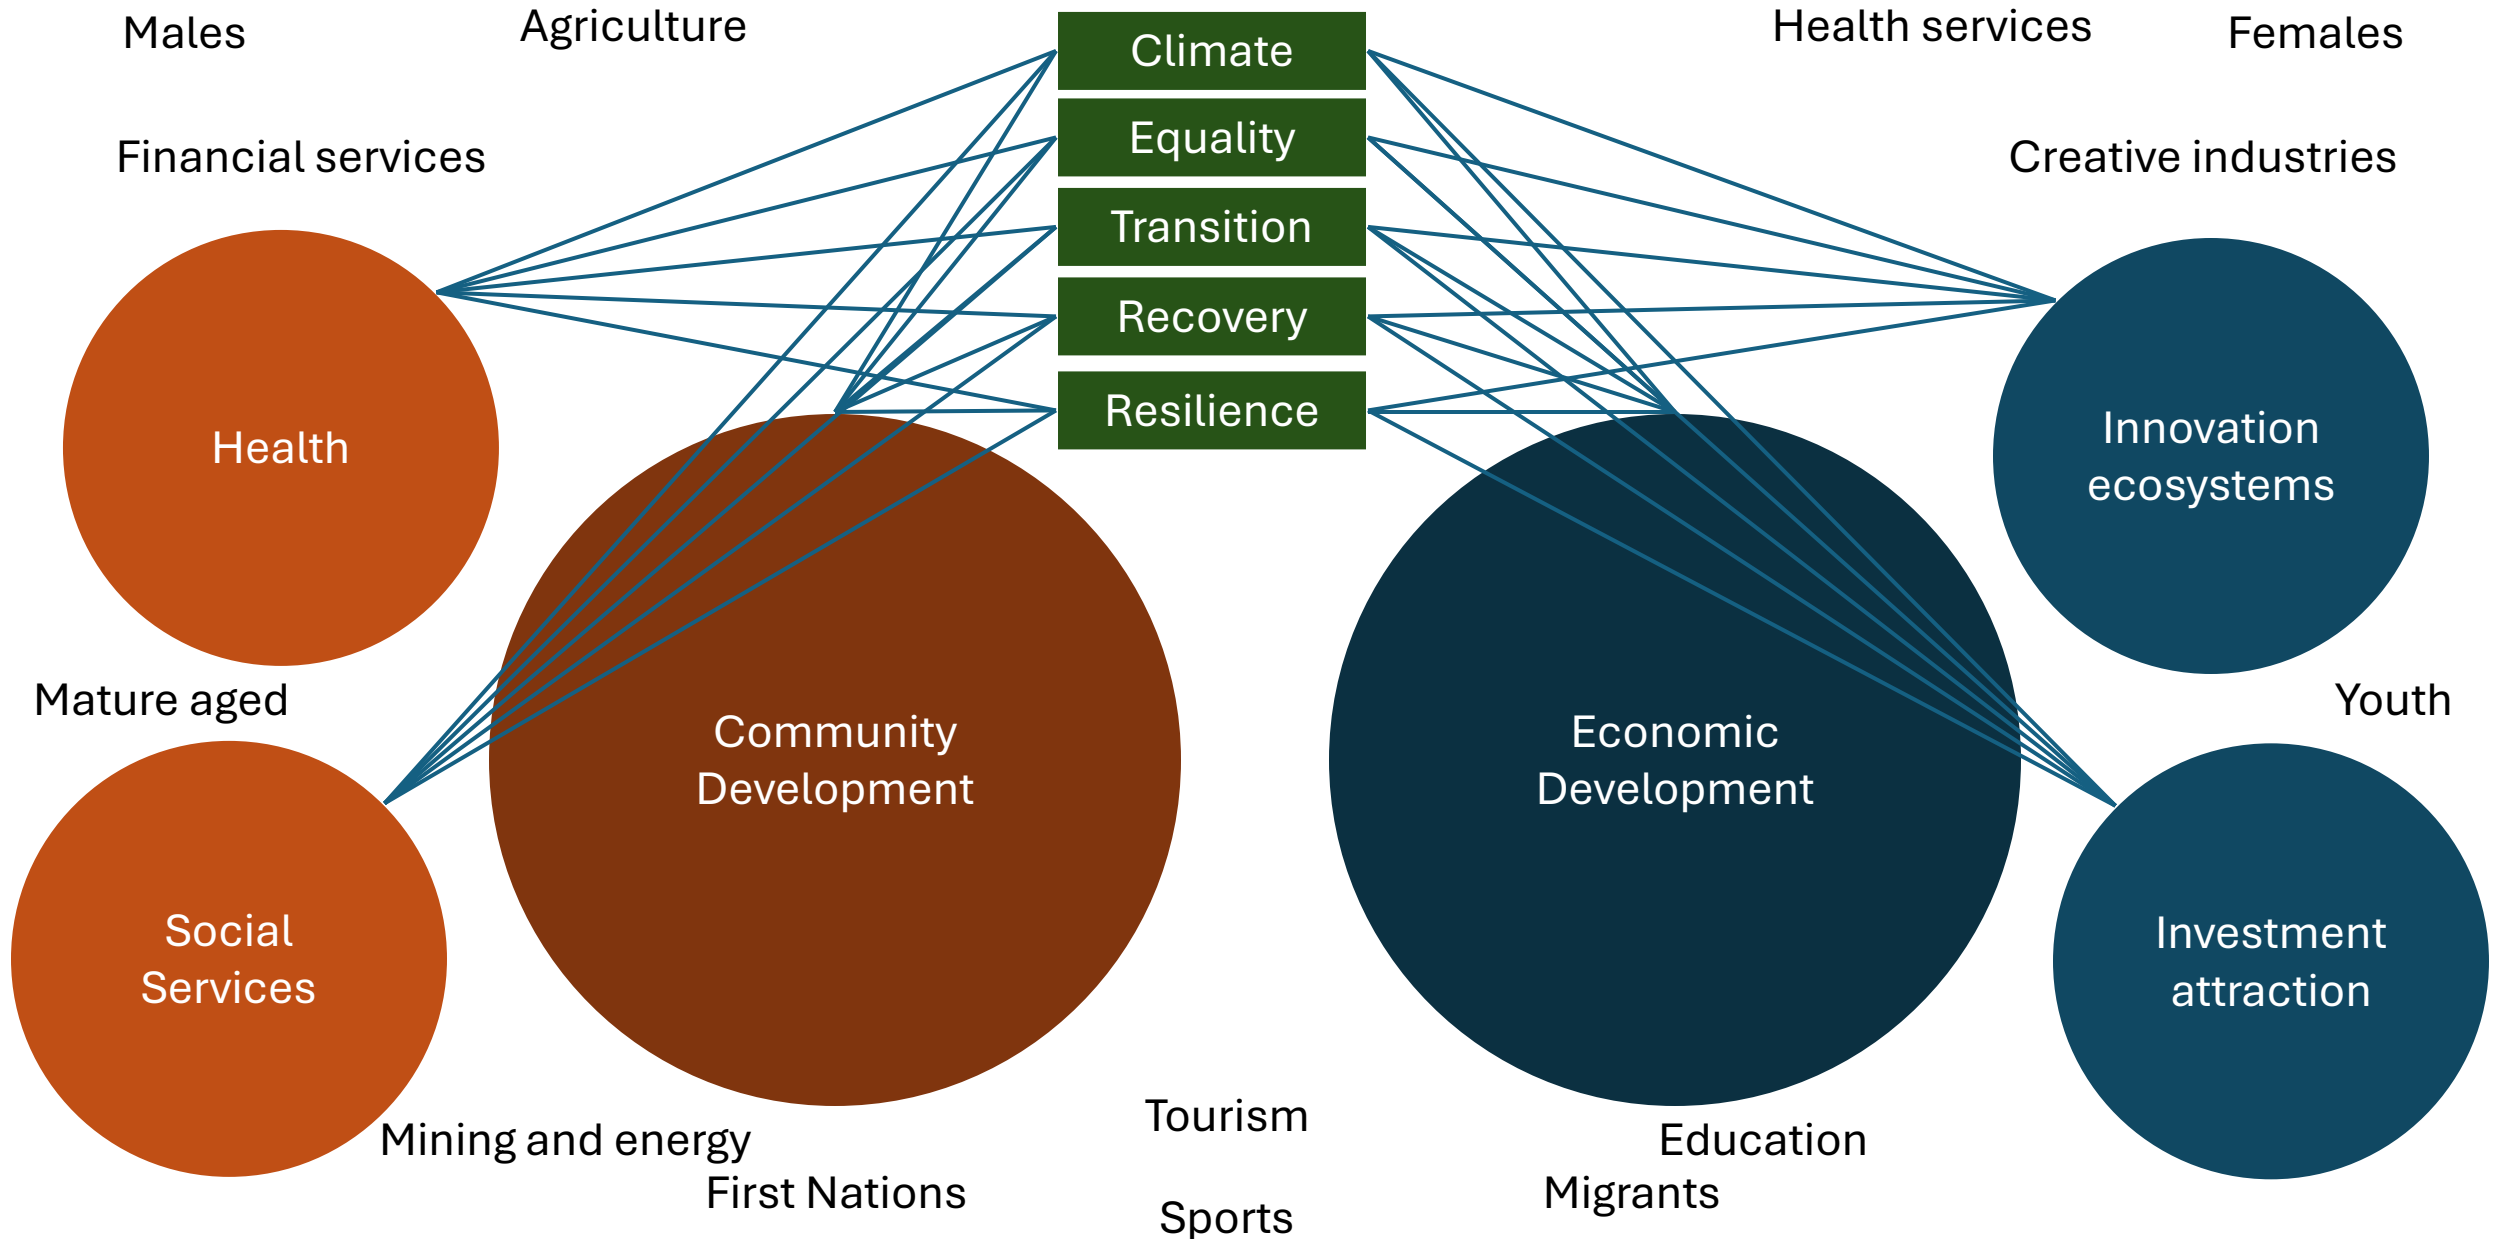 Males
Agriculture
Climate
Health services
Females
Equality
Financial services
Creative industries
Transition
Recovery
Resilience
Health
Innovation
ecosystems
Mature aged
Youth
Community
Development
Economic
Development
Social
Services
Investment
attraction
Tourism
Mining and energy
Education
First Nations
Migrants
Sports